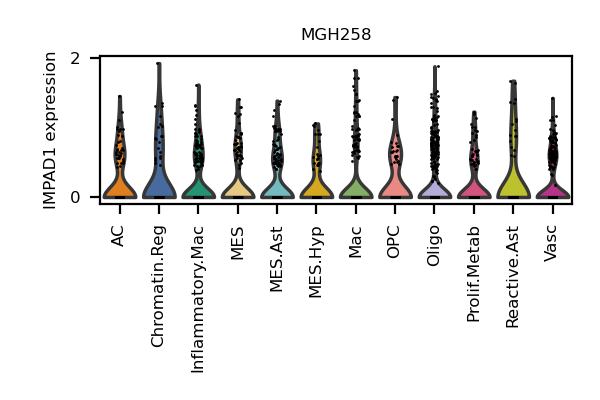 MGH258
IMPAD1 expression
2
0
AC
Chromatin.Reg
Inflammatory.Mac
MES
MES.Ast
MES.Hyp
Mac
OPC
Oligo
Prolif.Metab
Reactive.Ast
Vasc